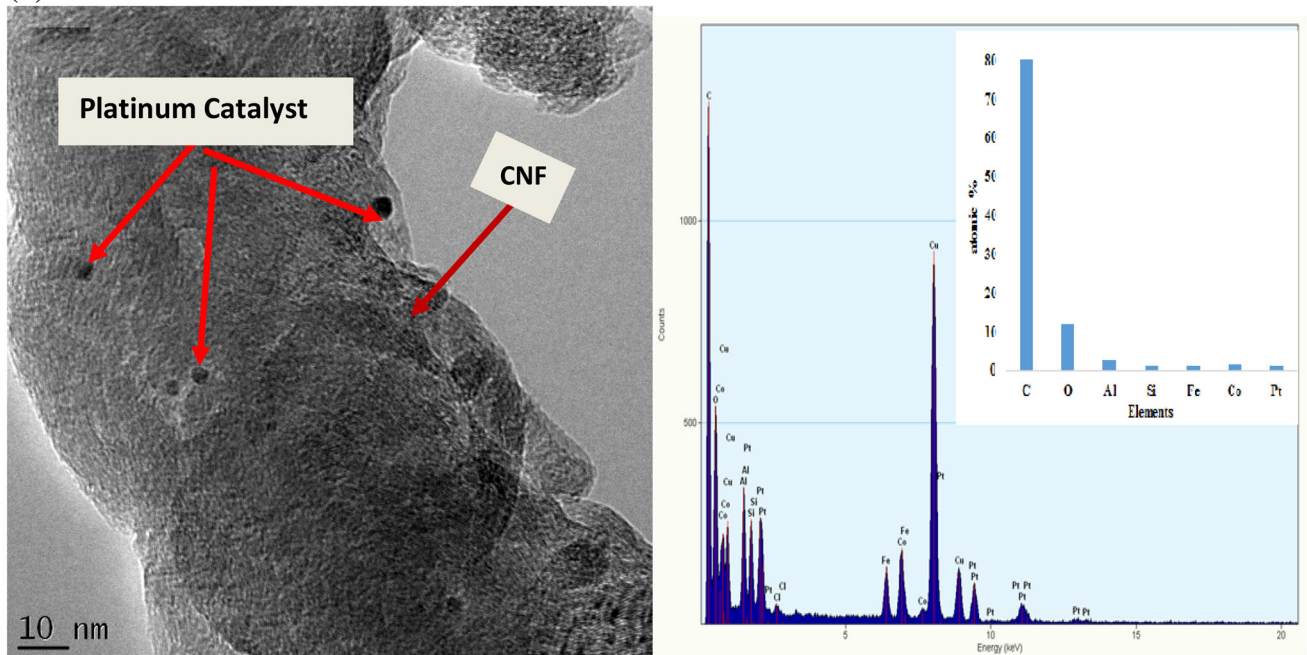 Platinum Catalyst
CNF
10 nm
Counts
1000
500
C
Cu
Co
O
Cu
Cu
Co
Co
Pt
Al
Al
Si
Si
Pt
Pt
Pt
Cl
Cl
Fe
Fe
Co
Co
Cu
Pt
Cu
Pt
Pt
Pt
Pt Pt
Pt
Pt Pt
5
10
15
20
Energy (keV)
atomic %
80
70
60
50
40
30
20
10
0
C O Al Si Fe Co Pt
Elements